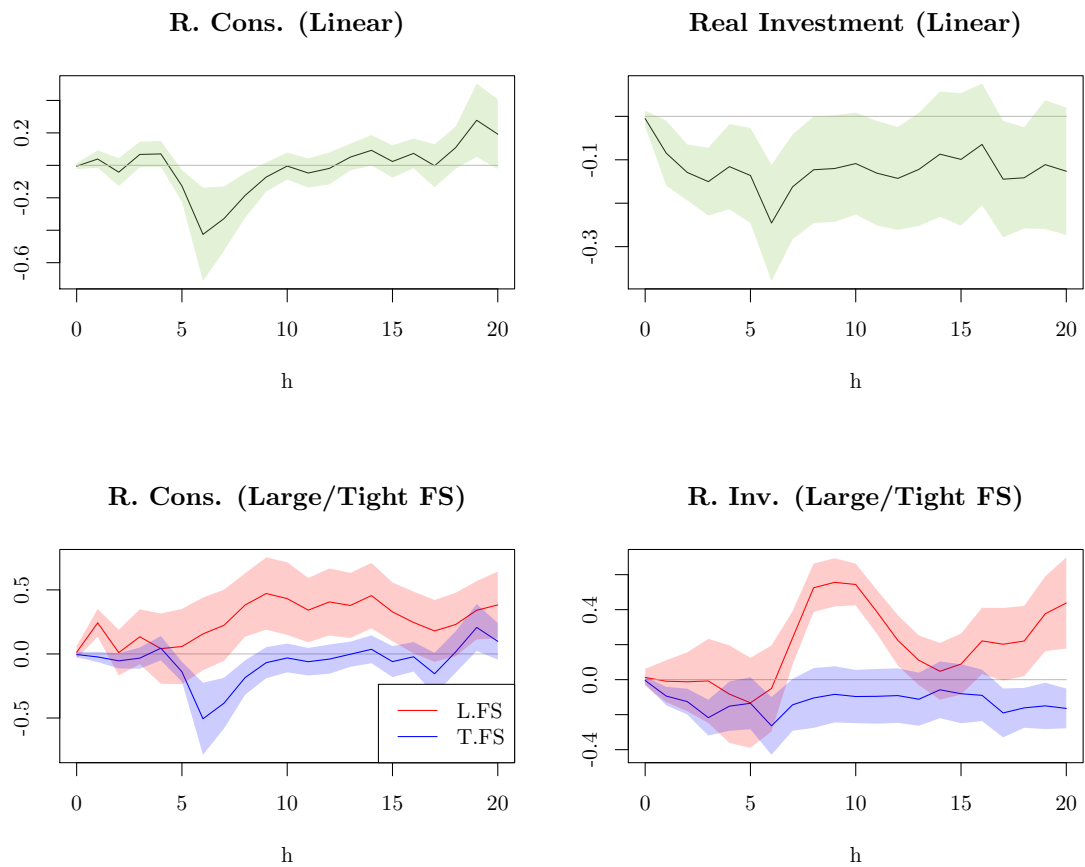 R. Cons. (Linear)
0.2
-0.2
-0.6
0 5 10 15 20
h
Real Investment (Linear)
-0.1
-0.3
0 5 10 15 20
h
R. Cons. (Large/Tight FS)
0.5
0.0
-0.5
L.FS
T.FS
0 5 10 15 20
h
R. Inv. (Large/Tight FS)
0.4
0.0
-0.4
0 5 10 15 20
h